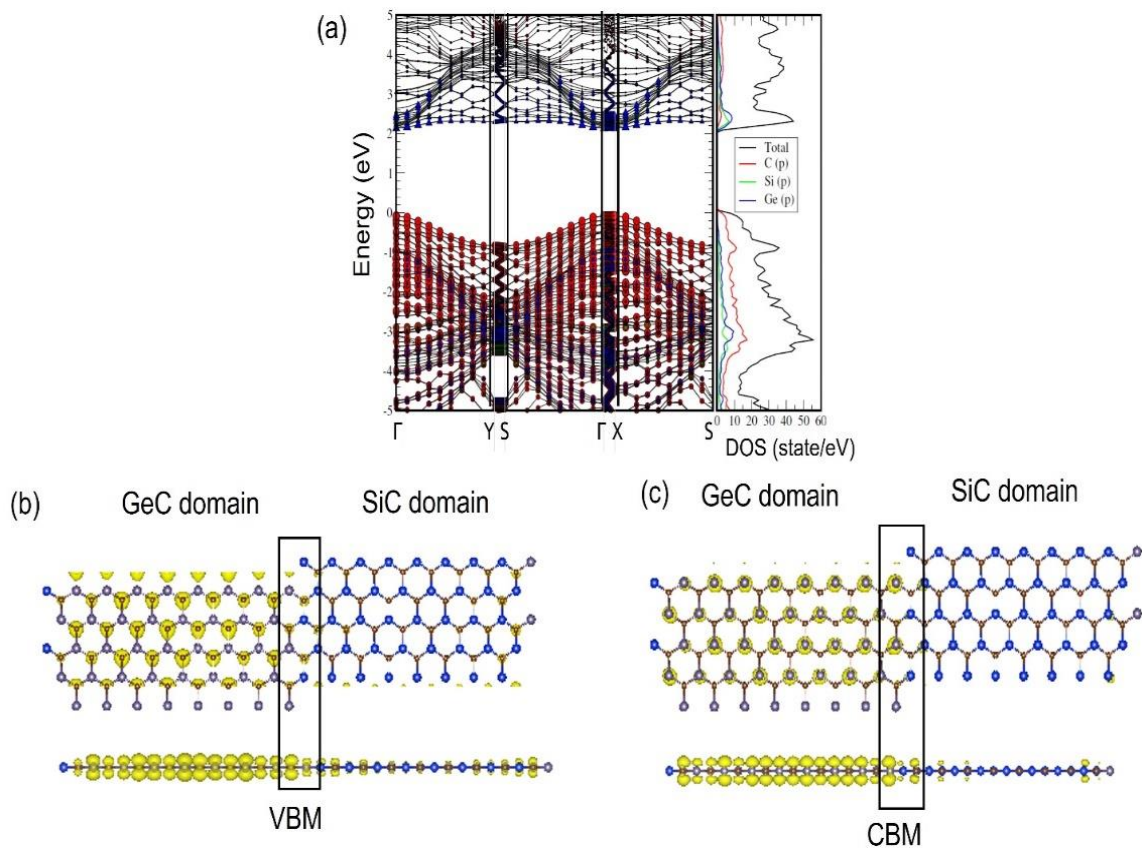 (a)
Energy (eV)
5
4
3
2
1
0
-1
-2
-3
-4
-5
Γ Y S Γ X S
Total
C (p)
Si (p)
Ge (p)
0 10 20 30 40 50 60
DOS (state/eV)
(b)
GeC domain SiC domain
VBM
(c)
GeC domain SiC domain
CBM